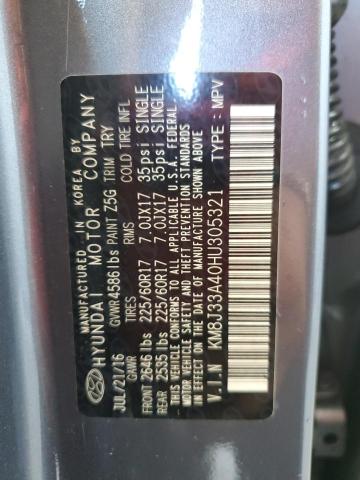 MANUFACTURED IN KOREA BY
HYUNDAI MOTOR COMPANY
JUL/21/16 GVWR 4586 lbs PAINT Z5G TRIM TRY
GAWR TIRES RIMS COLD TIRE INFL
FRONT 2646 lbs 225/60R17 7.0JX17 35psi SINGLE
REAR 2535 lbs 225/60R17 7.0JX17 35psi SINGLE
THIS VEHICLE CONFORMS TO ALL APPLICABLE U.S.A. FEDERAL
MOTOR VEHICLE SAFETY, BUMPER, AND THEFT PREVENTION STANDARDS
IN EFFECT ON THE DATE OF MANUFACTURE SHOWN ABOVE.
V.I.N : KM8J33A40HU305321 TYPE : MPV